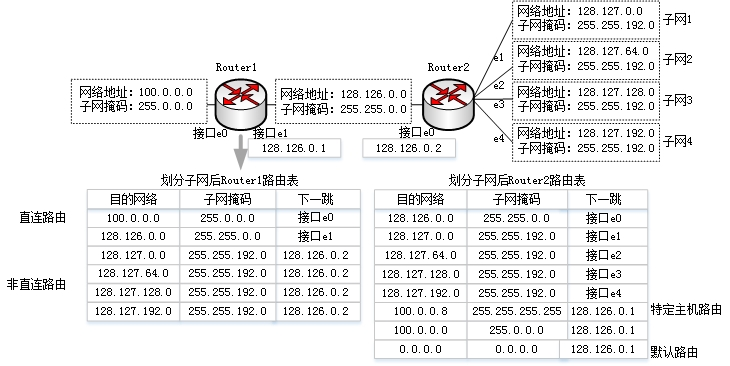 网络地址：128.127.0.0
子网掩码：255.255.192.0
子网1
网络地址：128.127.64.0
子网掩码：255.255.192.0
子网2
网络地址：128.127.128.0
子网掩码：255.255.192.0
子网3
网络地址：128.127.192.0
子网掩码：255.255.192.0
子网4
e1
e2
e3
e4
Router1
Router2
网络地址：100.0.0.0
子网掩码：255.0.0.0
网络地址：128.126.0.0
子网掩码：255.255.0.0
接口e0
接口e1
接口e0
128.126.0.1
128.126.0.2
划分子网后Router1路由表
目的网络 子网掩码 下一跳
直连路由
100.0.0.0 255.0.0.0 接口e0
128.126.0.0 255.255.0.0 接口e1
非直连路由
128.127.0.0 255.255.192.0 128.126.0.2
128.127.64.0 255.255.192.0 128.126.0.2
128.127.128.0 255.255.192.0 128.126.0.2
128.127.192.0 255.255.192.0 128.126.0.2
划分子网后Router2路由表
目的网络 子网掩码 下一跳
128.126.0.0 255.255.0.0 接口e0
128.127.0.0 255.255.192.0 接口e1
128.127.64.0 255.255.192.0 接口e2
128.127.128.0 255.255.192.0 接口e3
128.127.192.0 255.255.192.0 接口e4
100.0.0.8 255.255.255.255 128.126.0.1 特定主机路由
100.0.0.0 255.0.0.0 128.126.0.1
0.0.0.0 0.0.0.0 128.126.0.1 默认路由